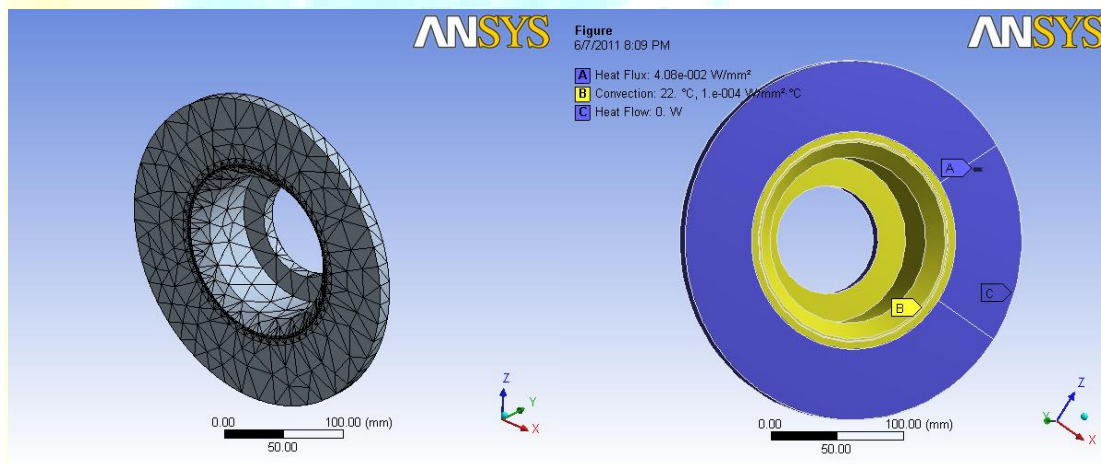 ANSYS
Z
Y
X
0.00 100.00 (mm)
50.00
Figure
6/7/2011 8:09 PM
ANSYS
A Heat Flux: 4.08e-002 W/mm²
B Convection: 22. °C, 1.e-004 W/mm² °C
C Heat Flow: 0. W
A
C
B
Z
Y
X
0.00 100.00 (mm)
50.00